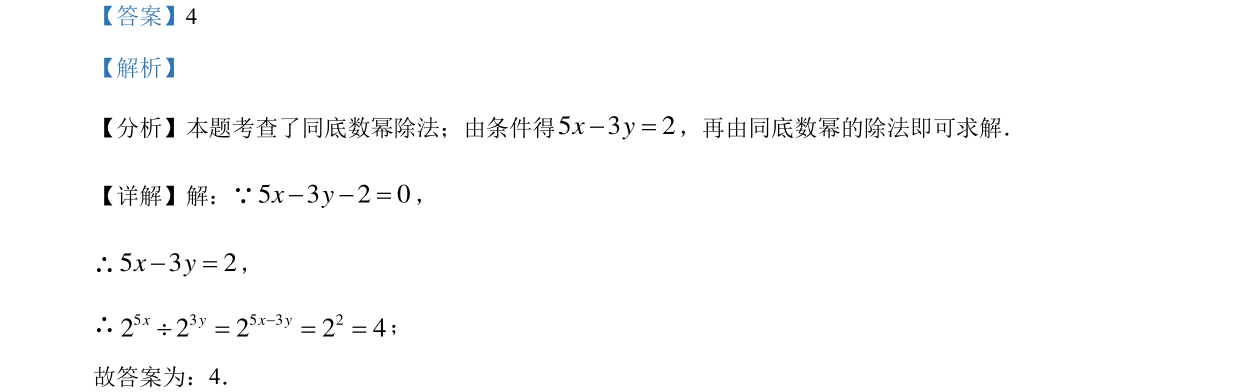 【答案】4
【解析】
【分析】本题考查了同底数幂除法；由条件得5x−3y=2，再由同底数幂的除法即可求解．
【详解】解：∵5x−3y−2=0，
∴5x−3y=2，
∴2^{5x}÷2^{3y}=2^{5x−3y}=2^{2}=4；
故答案为：4．